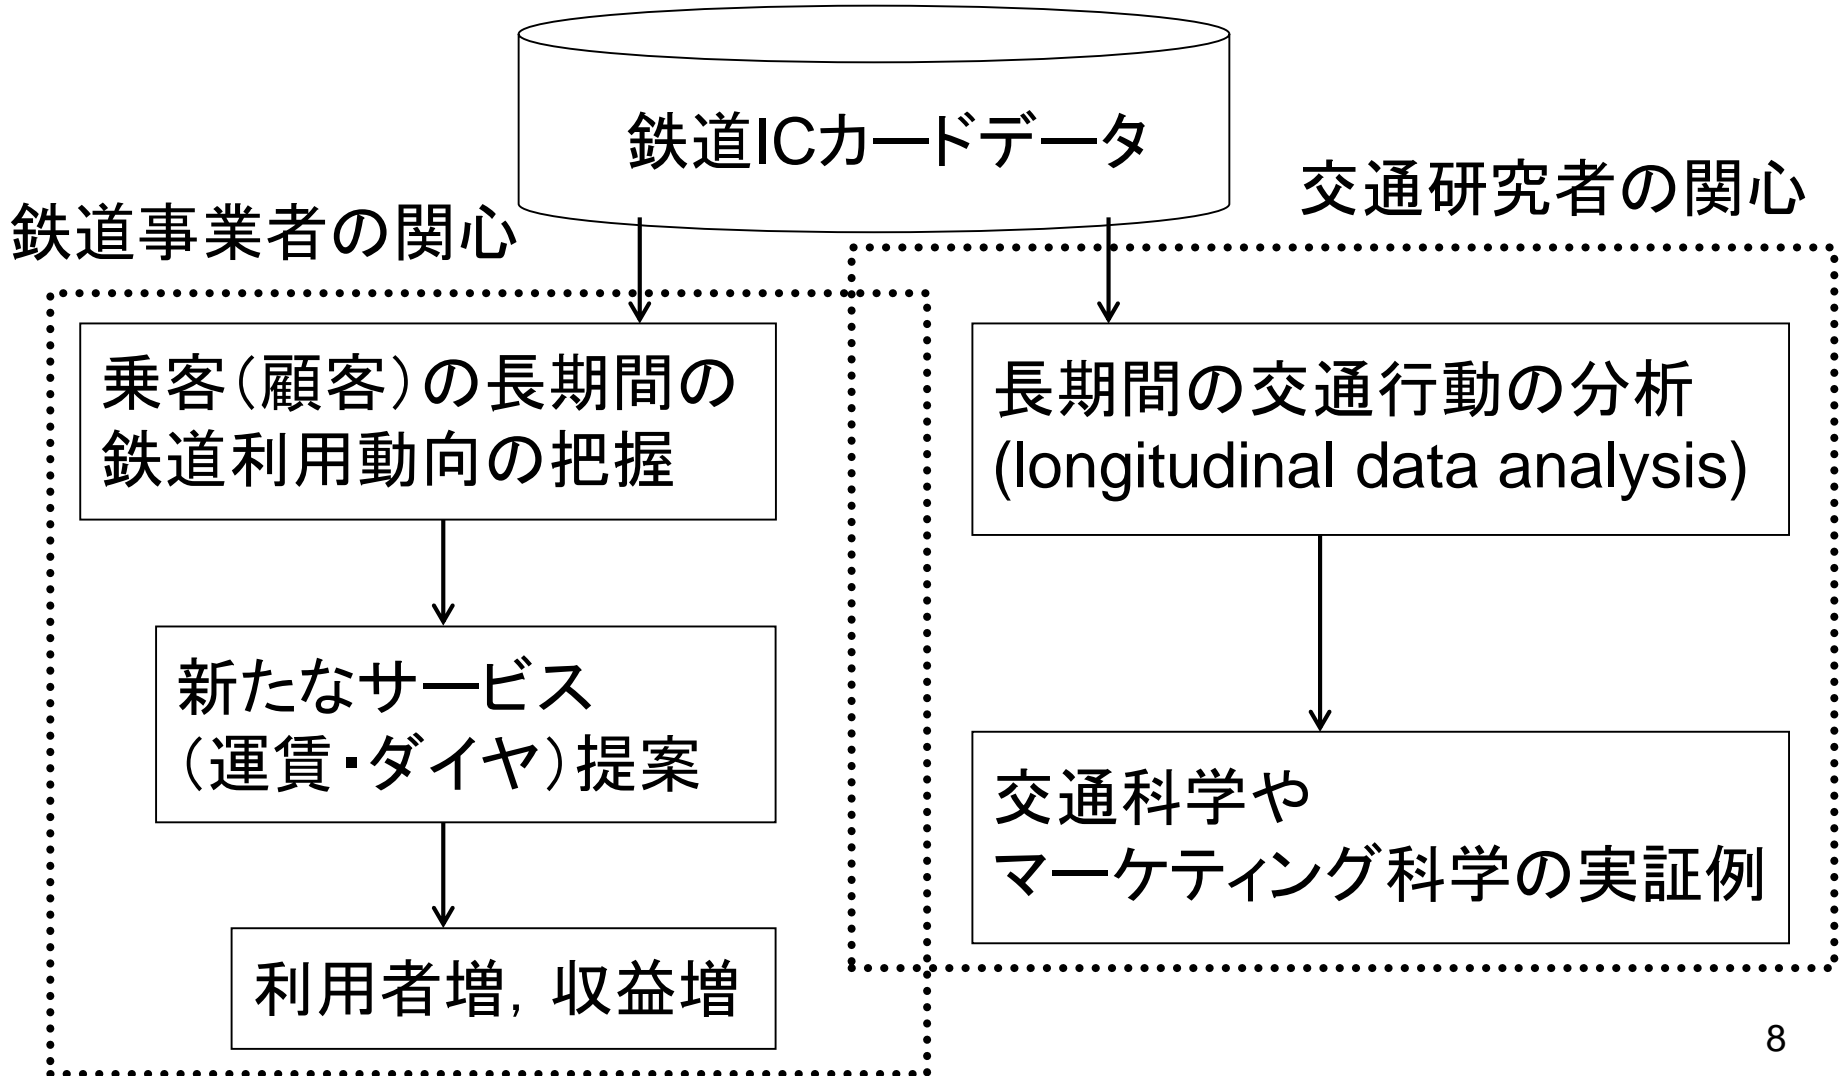 鉄道ICカードデータ
鉄道事業者の関心
交通研究者の関心
乗客（顧客）の長期間の
鉄道利用動向の把握
新たなサービス
（運賃・ダイヤ）提案
利用者増，収益増
長期間の交通行動の分析
(longitudinal data analysis)
交通科学や
マーケティング科学の実証例
8